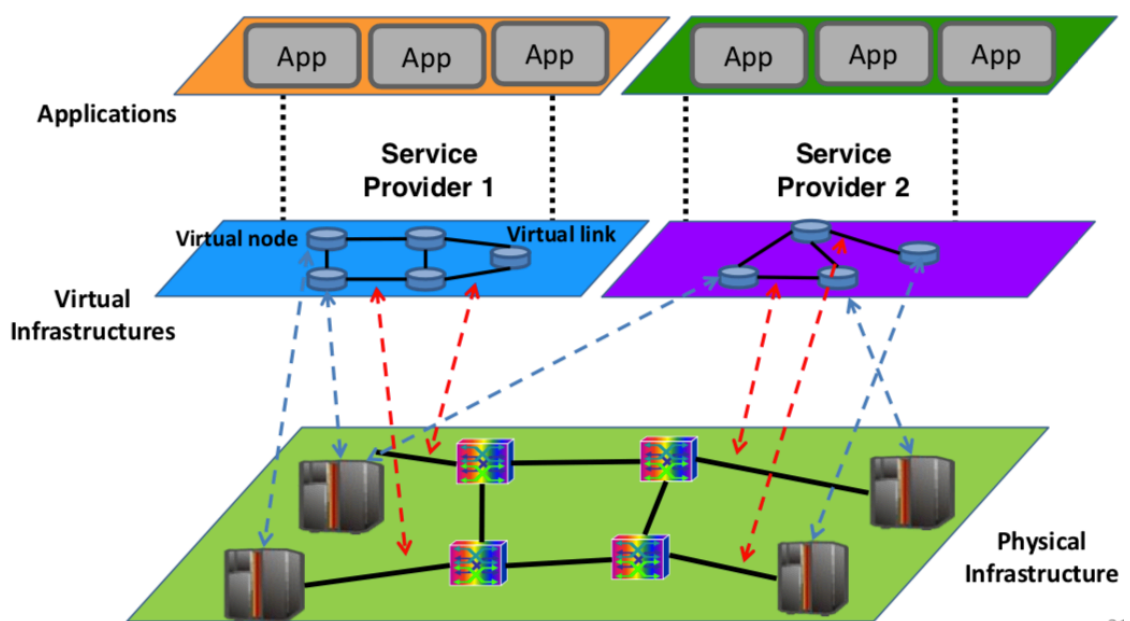 App
App
App
App
App
App
Applications
Service
Provider 1
Service
Provider 2
Virtual node
Virtual link
Virtual
Infrastructures
Physical
Infrastructure